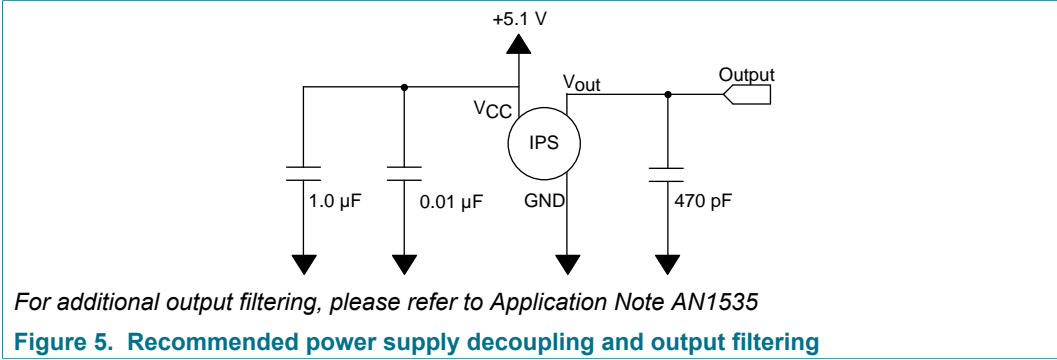 +5.1 V
Vout
Output
VCC
IPS
1.0 µF
0.01 µF
GND
470 pF
For additional output filtering, please refer to Application Note AN1535
Figure 5. Recommended power supply decoupling and output filtering